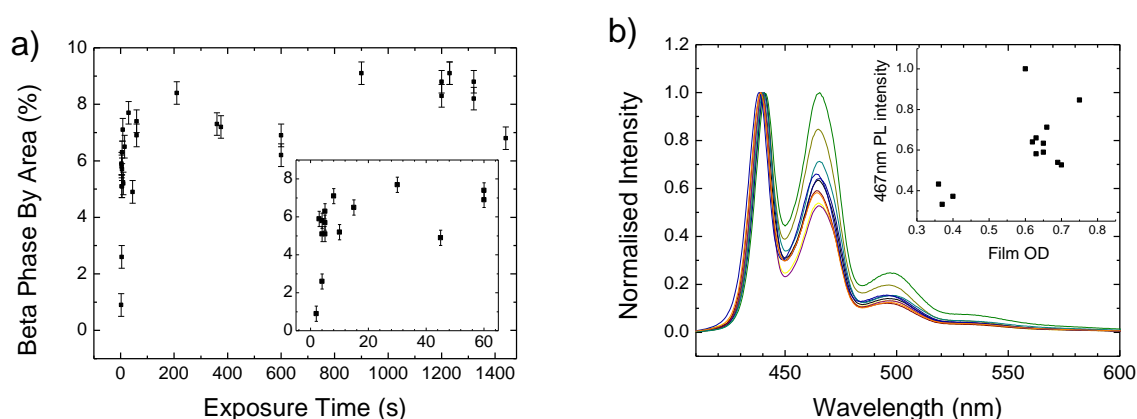 a)
Beta Phase By Area (%)
10
8
6
4
2
0
0 200 400 600 800 1000 1200 1400
Exposure Time (s)
8
6
4
2
0
0 20 40 60
b)
Normalised Intensity
1.2
1.0
0.8
0.6
0.4
0.2
0.0
450 500 550 600
Wavelength (nm)
467nm PL intensity
1.0
0.8
0.6
0.4
0.3 0.4 0.5 0.6 0.7 0.8
Film OD